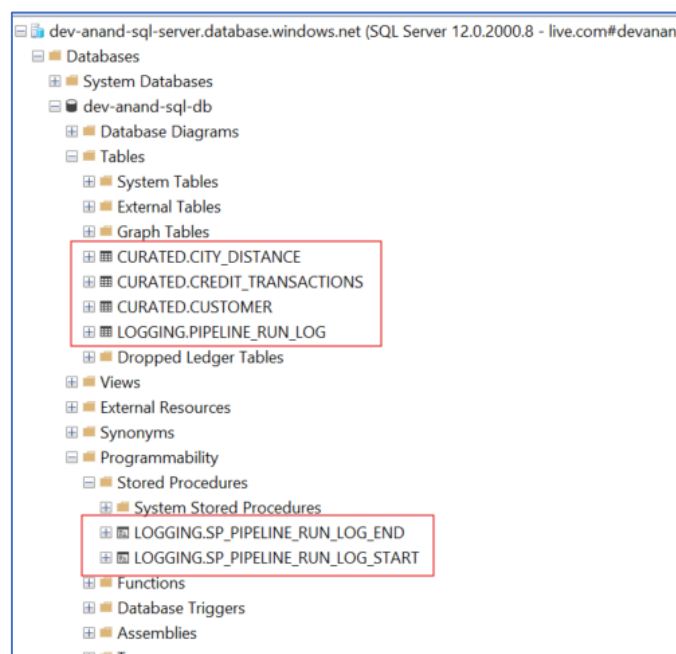 dev-anand-sql-server.database.windows.net (SQL Server 12.0.2000.8 - live.com#devanan
Databases
System Databases
dev-anand-sql-db
Database Diagrams
Tables
System Tables
External Tables
Graph Tables
CURATED.CITY_DISTANCE
CURATED.CREDIT_TRANSACTIONS
CURATED.CUSTOMER
LOGGING.PIPELINE_RUN_LOG
Dropped Ledger Tables
Views
External Resources
Synonyms
Programmability
Stored Procedures
System Stored Procedures
LOGGING.SP_PIPELINE_RUN_LOG_END
LOGGING.SP_PIPELINE_RUN_LOG_START
Functions
Database Triggers
Assemblies